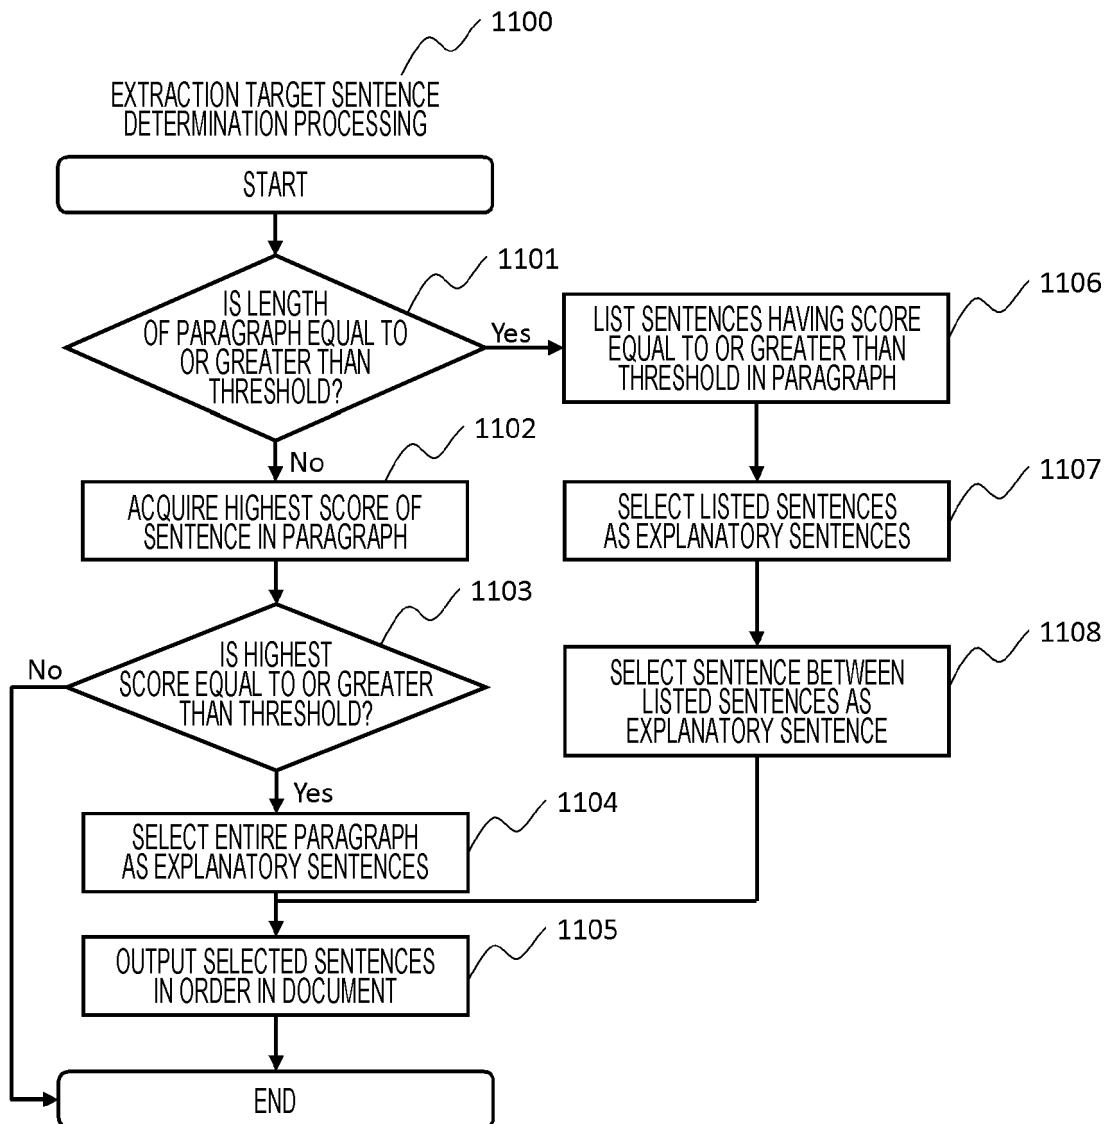 1100
EXTRACTION TARGET SENTENCE
DETERMINATION PROCESSING
START
1101
IS LENGTH
OF PARAGRAPH EQUAL TO
OR GREATER THAN
THRESHOLD?
Yes
1106
LIST SENTENCES HAVING SCORE
EQUAL TO OR GREATER THAN
THRESHOLD IN PARAGRAPH
No
1102
ACQUIRE HIGHEST SCORE OF
SENTENCE IN PARAGRAPH
1107
SELECT LISTED SENTENCES
AS EXPLANATORY SENTENCES
1103
IS HIGHEST
SCORE EQUAL TO OR GREATER
THAN THRESHOLD?
No
1108
SELECT SENTENCE BETWEEN
LISTED SENTENCES AS
EXPLANATORY SENTENCE
Yes
1104
SELECT ENTIRE PARAGRAPH
AS EXPLANATORY SENTENCES
1105
OUTPUT SELECTED SENTENCES
IN ORDER IN DOCUMENT
END